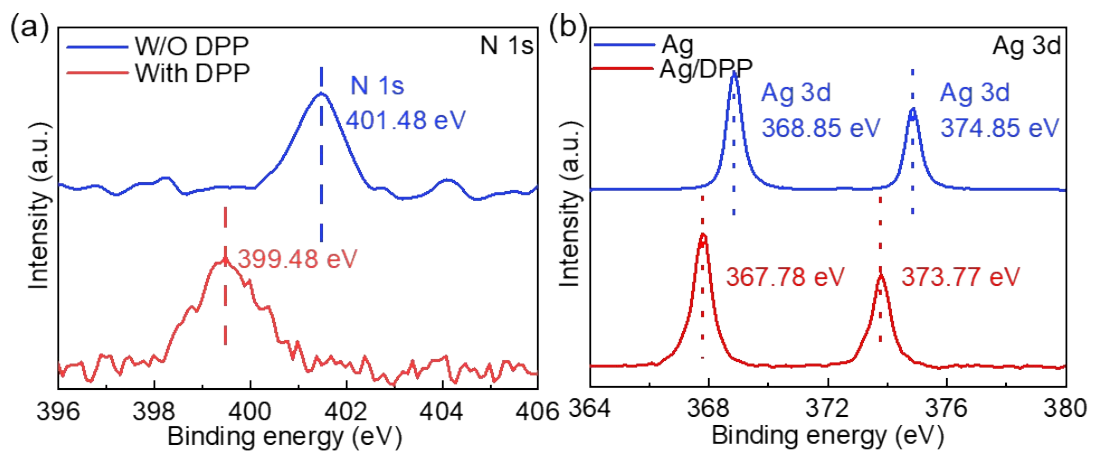 (a)
W/O DPP
With DPP
N 1s
N 1s
401.48 eV
399.48 eV
Intensity (a.u.)
396 398 400 402 404 406
Binding energy (eV)
(b)
Ag
Ag/DPP
Ag 3d
Ag 3d
368.85 eV
Ag 3d
374.85 eV
367.78 eV
373.77 eV
Intensity (a.u.)
364 368 372 376 380
Binding energy (eV)